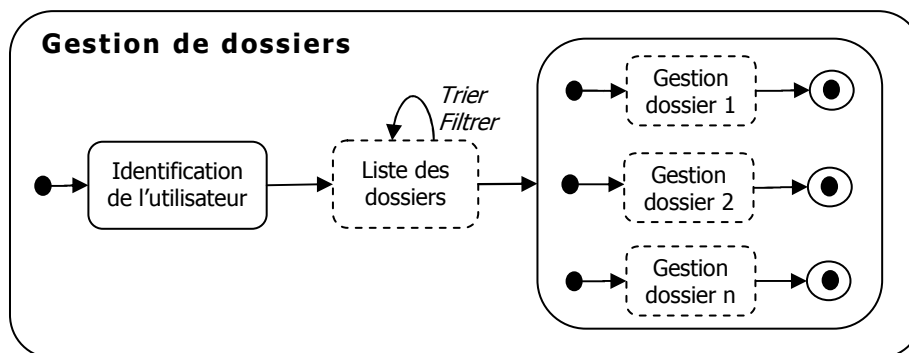 Gestion de dossiers
Identification
de l'utilisateur
Trier
Filtrer
Liste des
dossiers
Gestion
dossier 1
Gestion
dossier 2
Gestion
dossier n